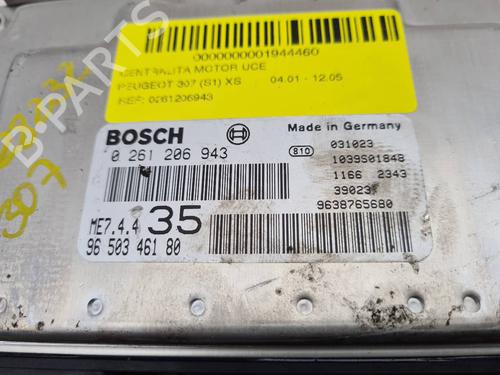 0000000001944460
CENTRALITA MOTOR UCE
PEUGEOT 307 (S1) XS 04.01 - 12.05
REF: 0261206943
BOSCH
Made in Germany
0 261 206 943
810
031023
1039S01848
1166 2343
39023
9638765680
ME7.4.4 35
96 503 461 80
307